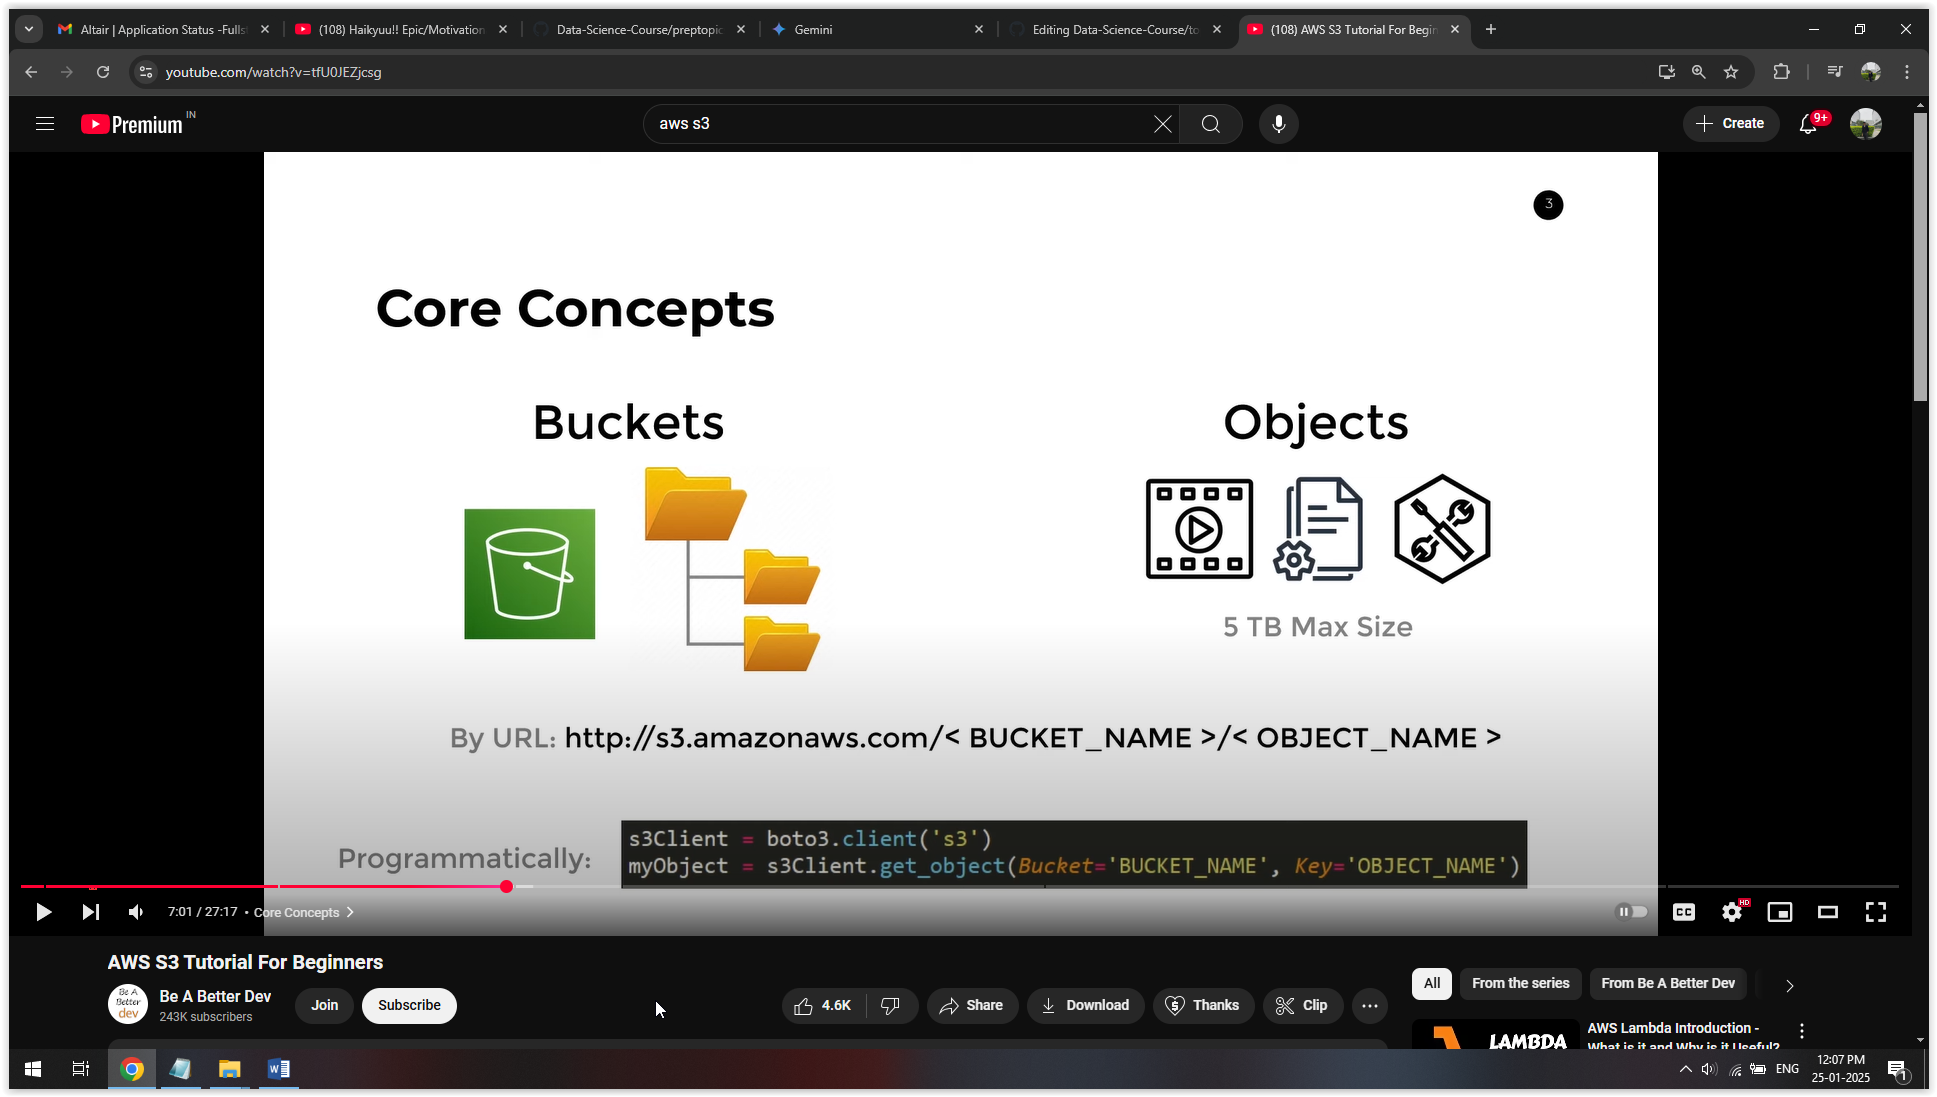 Altair | Application Status -Fulls
(108) Haikyuu!! Epic/Motivation
Data-Science-Course/preptopic
Gemini
Editing Data-Science-Course/to
(108) AWS S3 Tutorial For Begin
youtube.com/watch?v=tfU0JEZjcsg
Premium IN
aws s3
Create
9+
3
Core Concepts
Buckets
Objects
5 TB Max Size
By URL: http://s3.amazonaws.com/< BUCKET_NAME >/< OBJECT_NAME >
Programmatically:
s3Client = boto3.client('s3')
myObject = s3Client.get_object(Bucket='BUCKET_NAME', Key='OBJECT_NAME')
7:01 / 27:17 • Core Concepts
CC
HD
AWS S3 Tutorial For Beginners
Be A Better dev
Be A Better Dev
243K subscribers
Join
Subscribe
4.6K
Share
Download
Thanks
Clip
All
From the series
From Be A Better Dev
LAMBDA
AWS Lambda Introduction -
What is it and Why is it Useful?
W
ENG
12:07 PM
25-01-2025
1